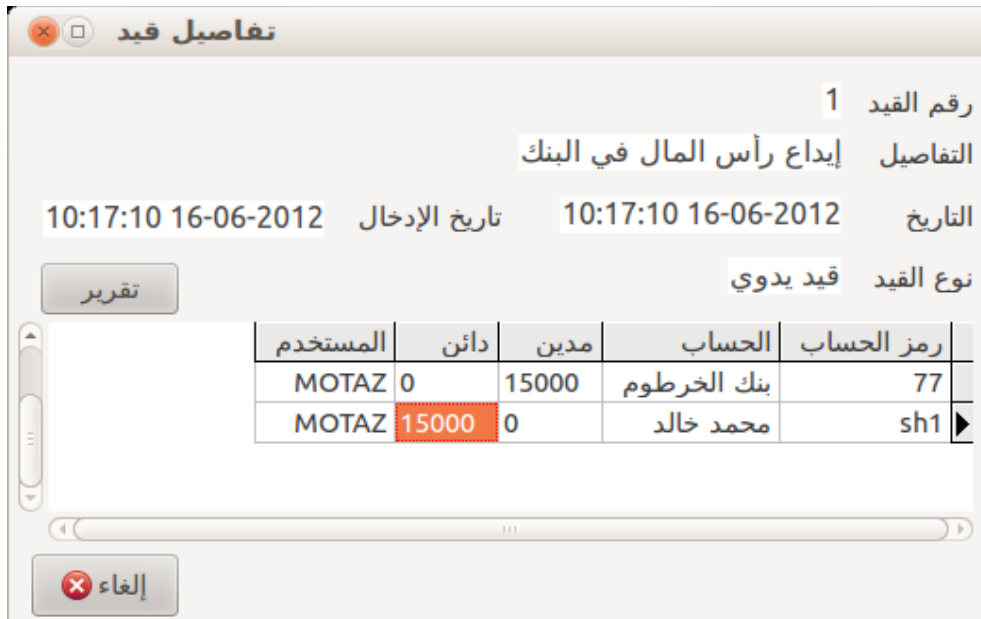 تفاصيل قيد
رقم القيد 1
التفاصيل إيداع رأس المال في البنك
التاريخ 10:17:10 16-06-2012 تاريخ الإدخال 10:17:10 16-06-2012
نوع القيد قيد يدوي
تقرير
رمز الحساب الحساب مدين دائن المستخدم
77 بنك الخرطوم 15000 0 MOTAZ
sh1 محمد خالد 0 15000 MOTAZ
إلغاء